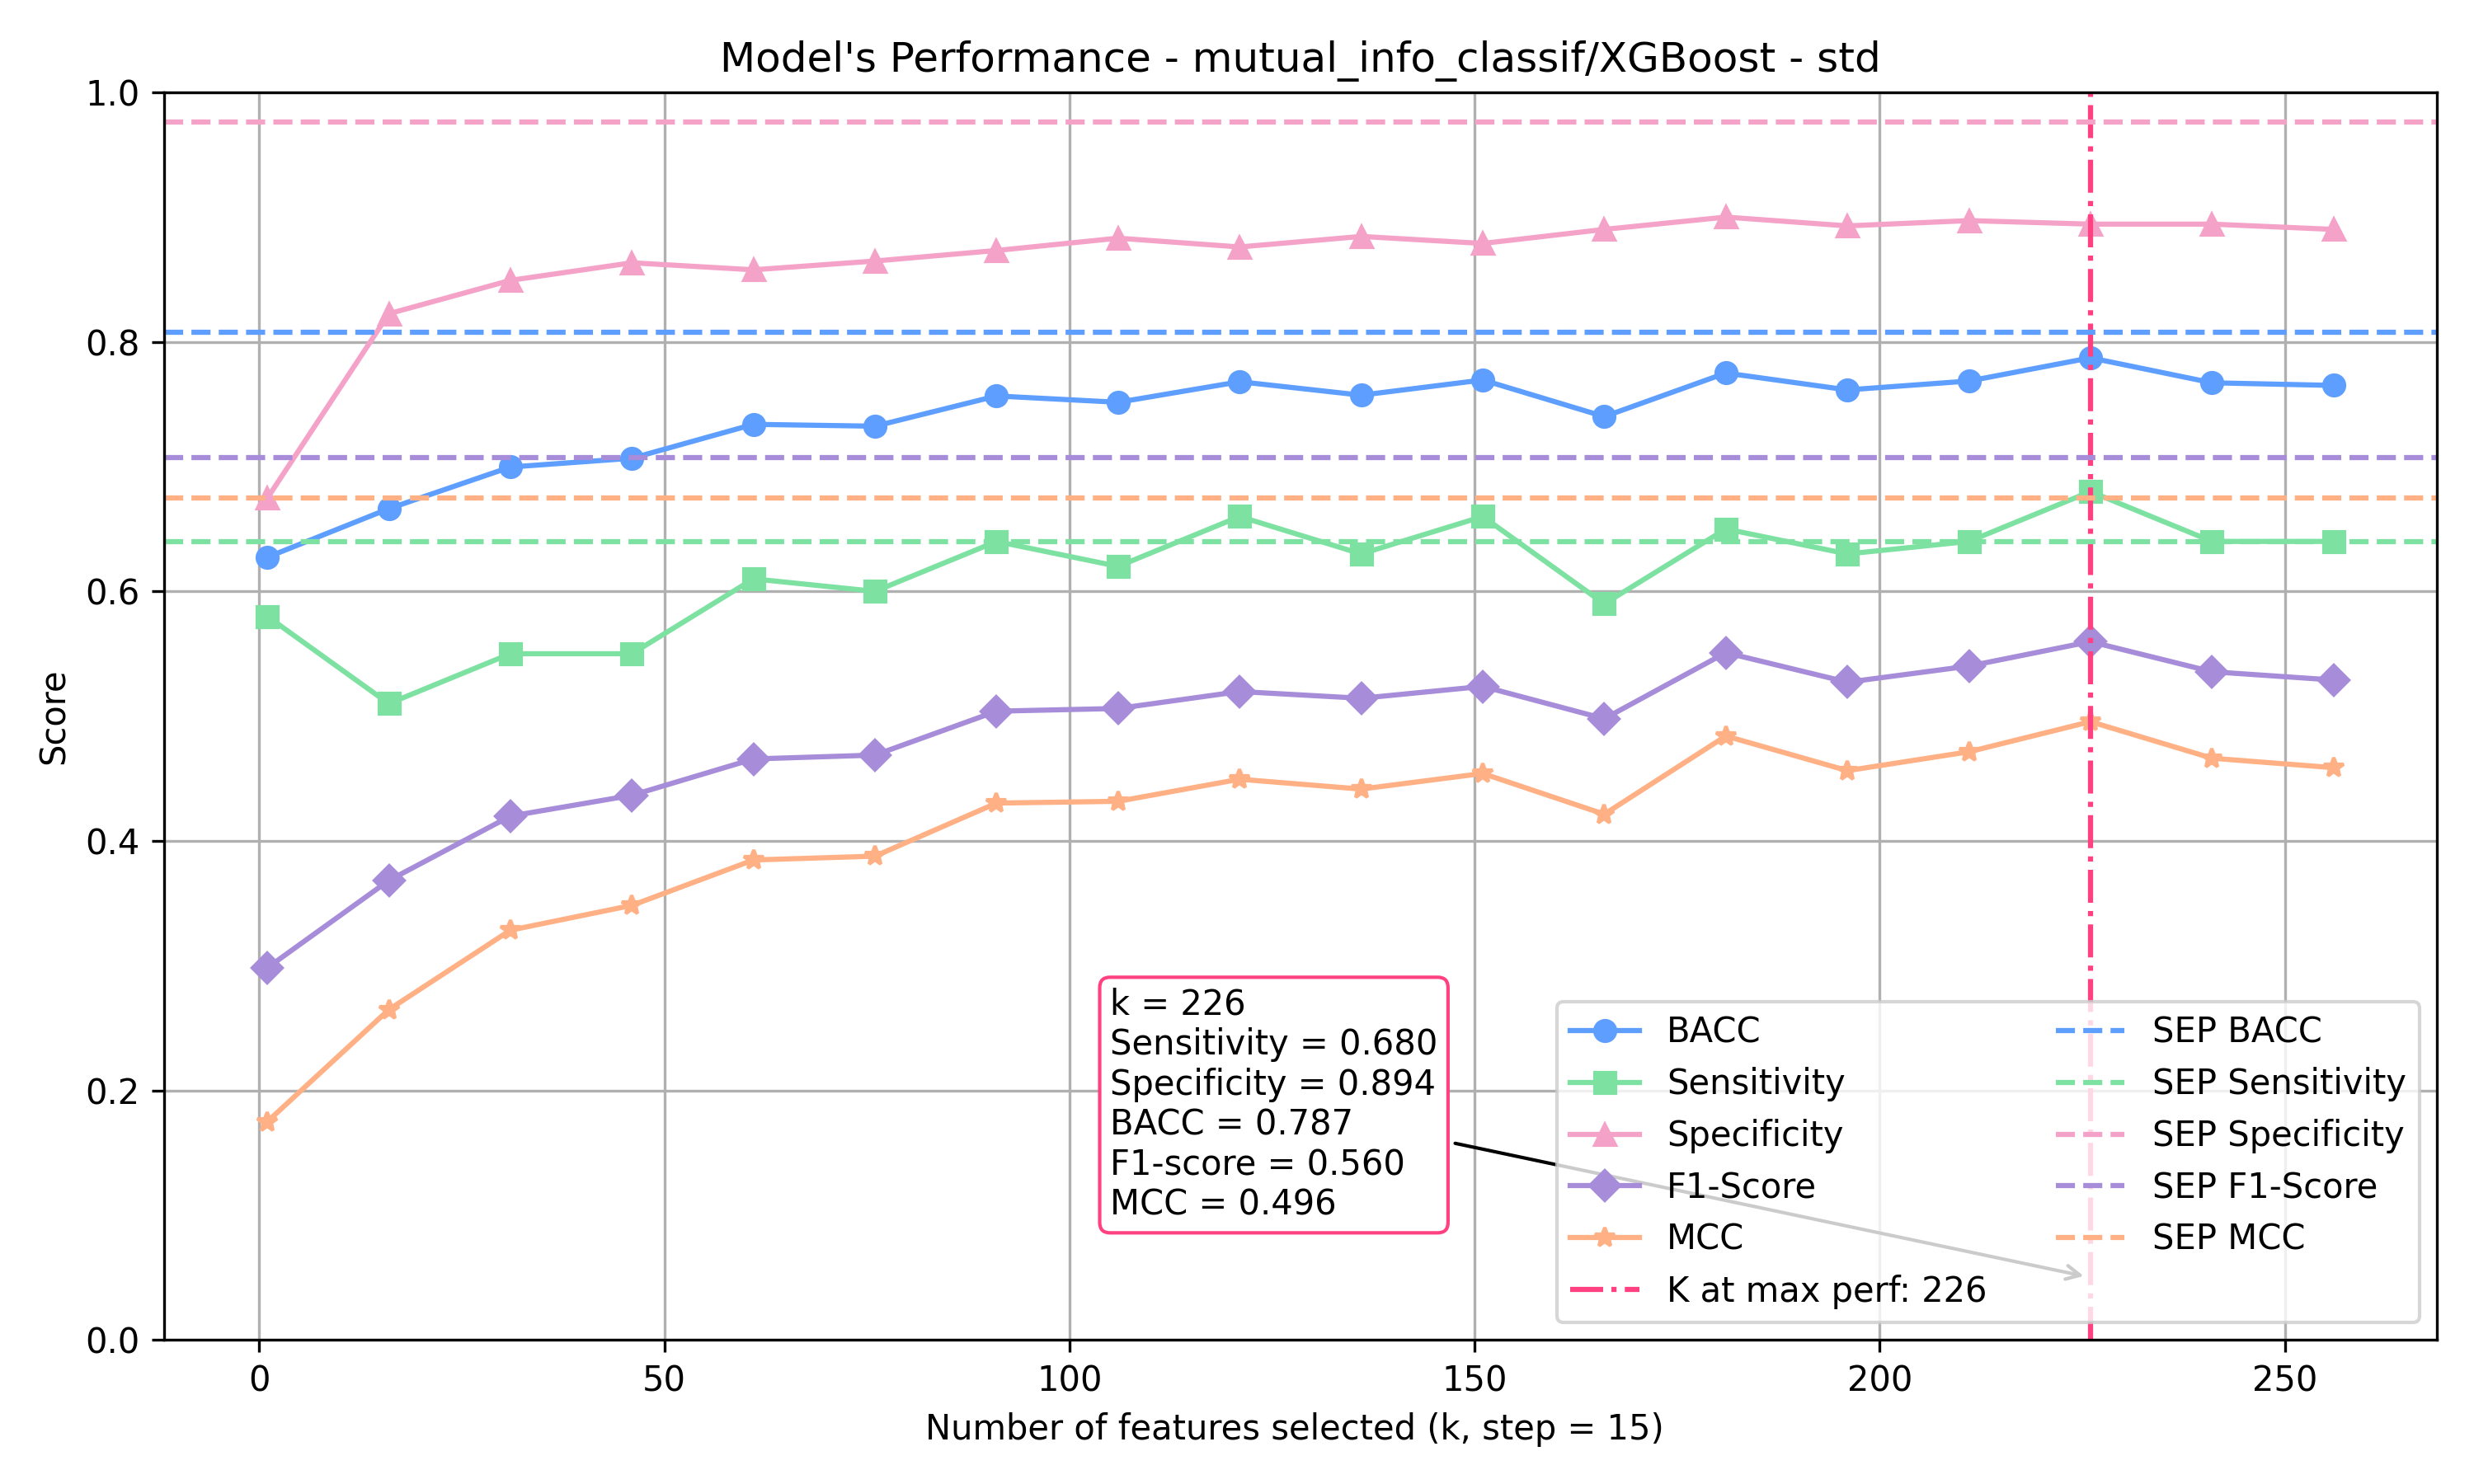 Model's Performance - mutual_info_classif/XGBoost - std
1.0
0.8
0.6
0.4
0.2
0.0
Score
k = 226
Sensitivity = 0.680
Specificity = 0.894
BACC = 0.787
F1-score = 0.560
MCC = 0.496
BACC
Sensitivity
Specificity
F1-Score
MCC
K at max perf: 226
SEP BACC
SEP Sensitivity
SEP Specificity
SEP F1-Score
SEP MCC
0 50 100 150 200 250
Number of features selected (k, step = 15)